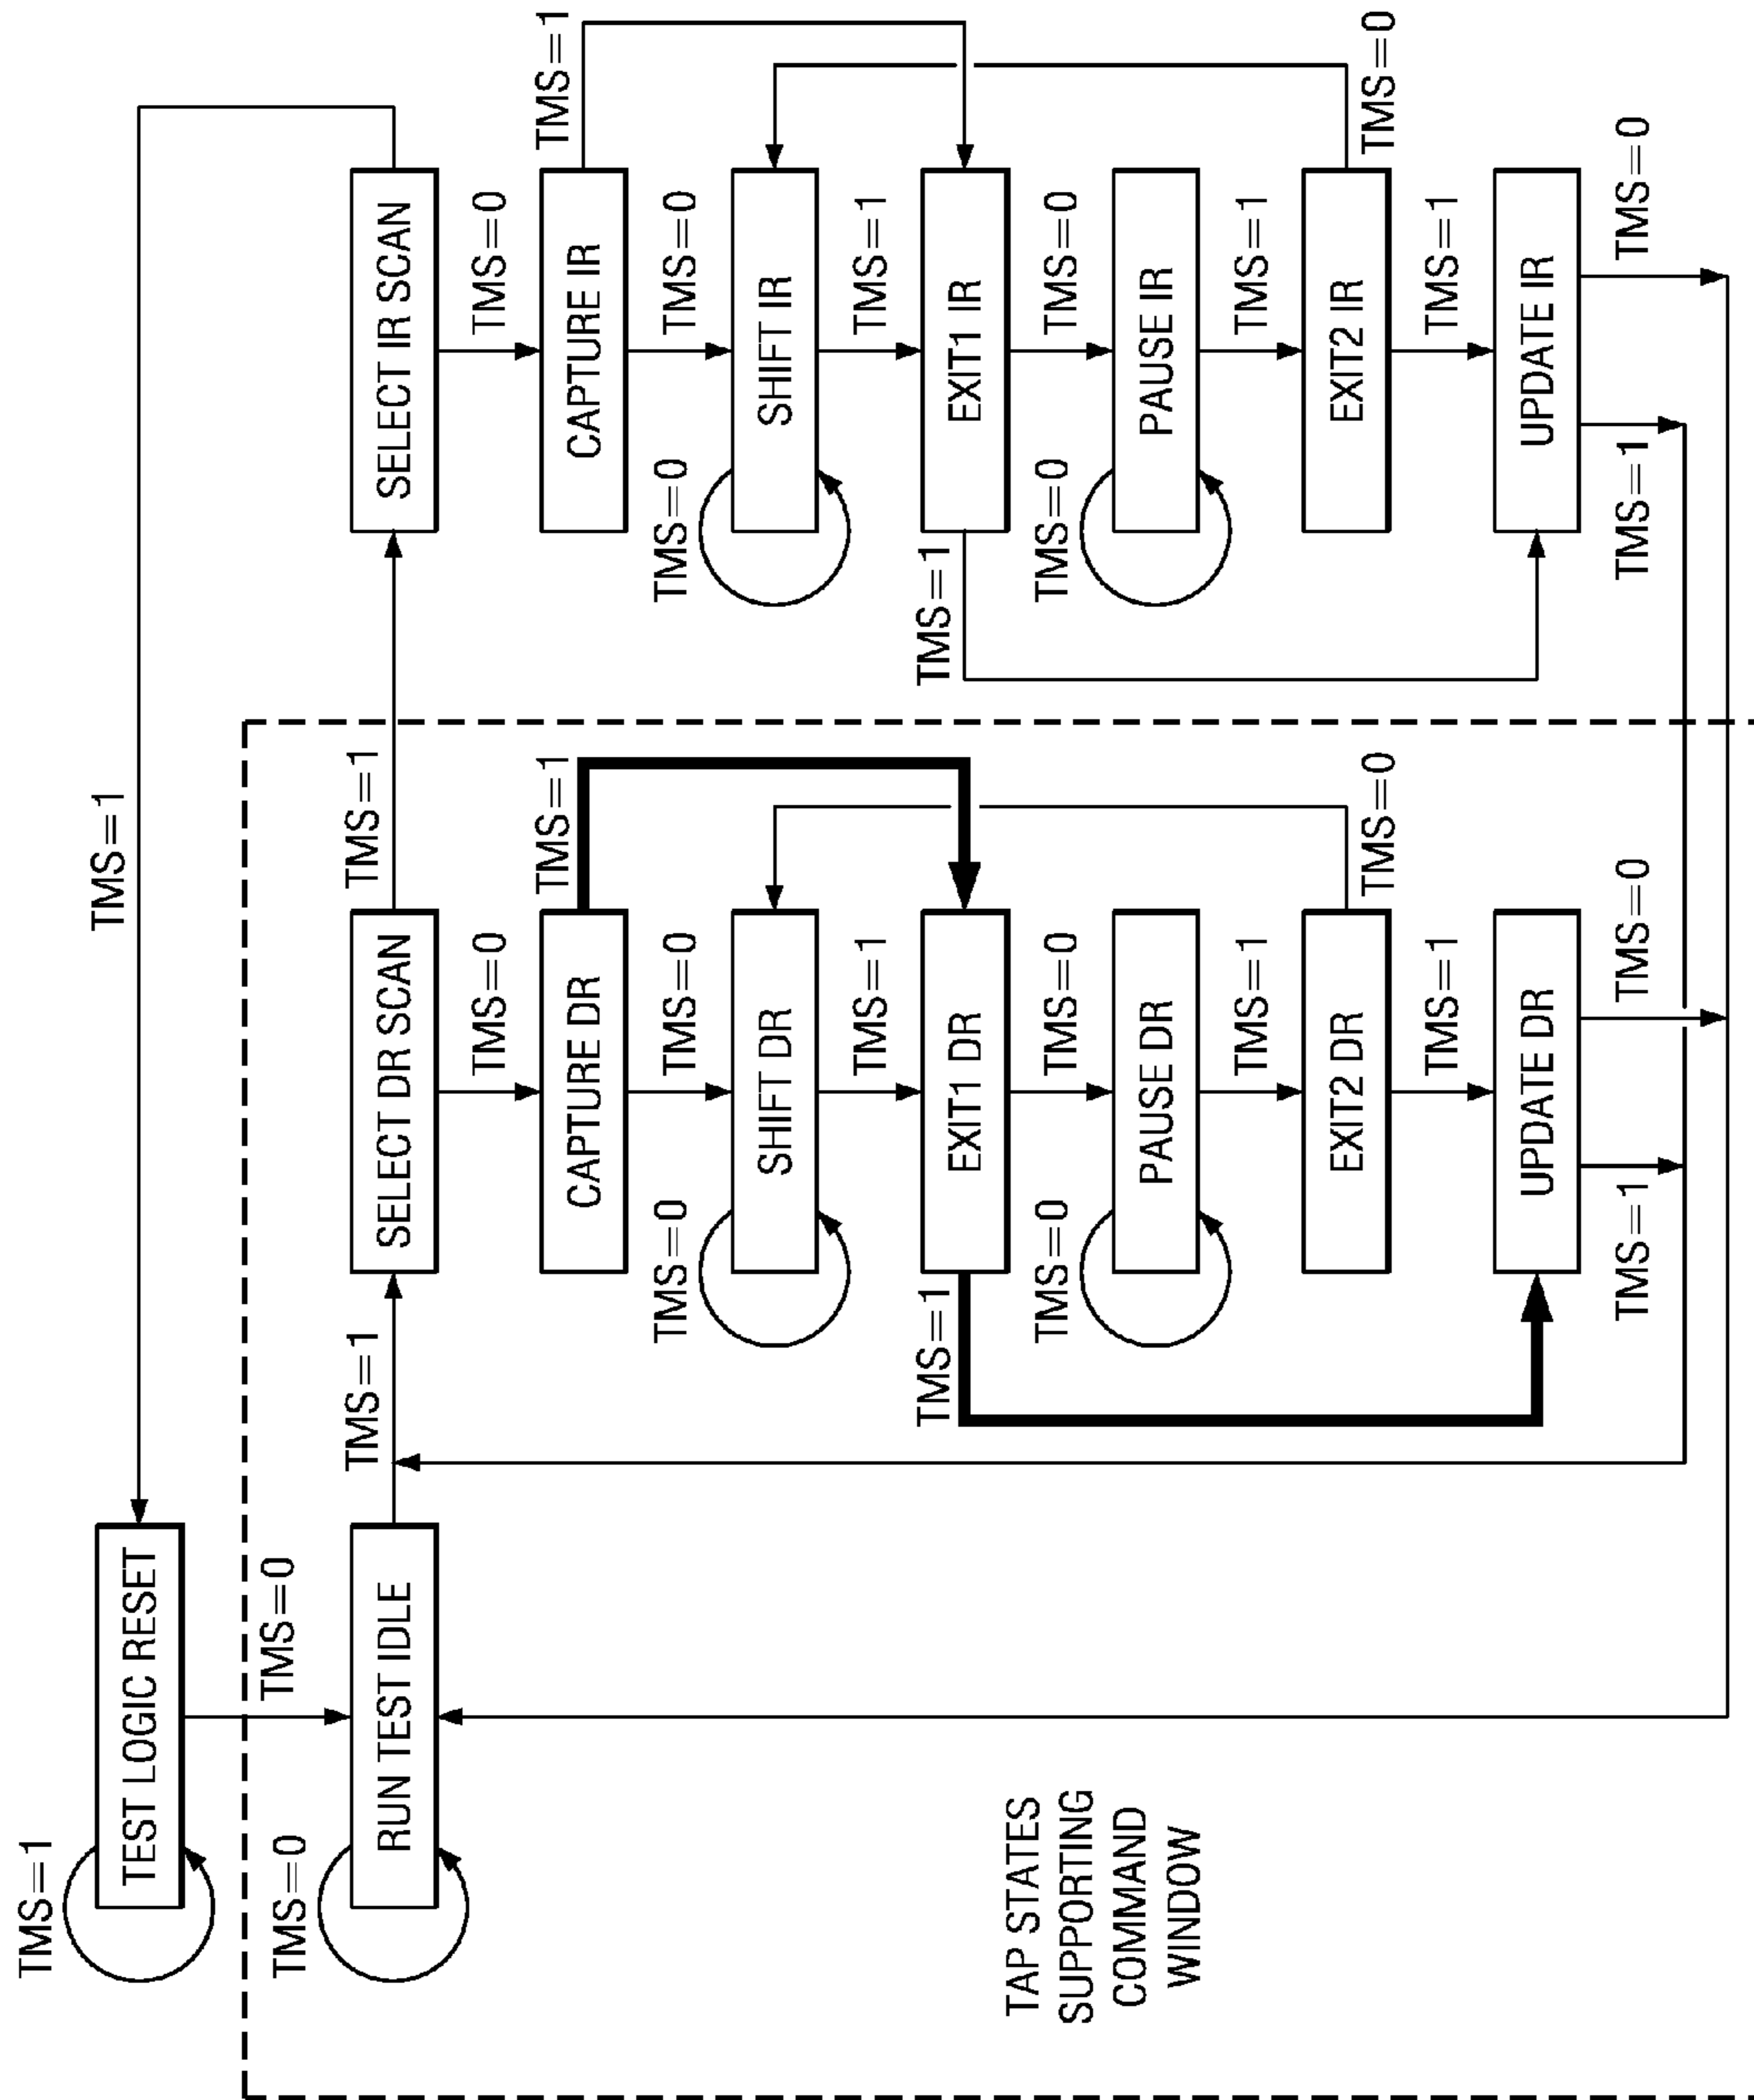 TMS=1
TEST LOGIC RESET
TMS=1
TMS=0
TMS=0
RUN TEST IDLE
TMS=1
SELECT DR SCAN
TMS=1
SELECT IR SCAN
TMS=0
TMS=0
CAPTURE DR
TMS=1
CAPTURE IR
TMS=1
TMS=0
TMS=0
TMS=0
SHIFT DR
TMS=0
SHIFT IR
TMS=1
TMS=1
TMS=1
EXIT1 DR
TMS=1
EXIT1 IR
TMS=0
TMS=0
TMS=0
PAUSE DR
TMS=0
PAUSE IR
TMS=1
TMS=1
EXIT2 DR
TMS=0
EXIT2 IR
TMS=0
TMS=1
TMS=1
UPDATE DR
UPDATE IR
TMS=1
TMS=0
TMS=1
TMS=0
TAP STATES
SUPPORTING
COMMAND
WINDOW